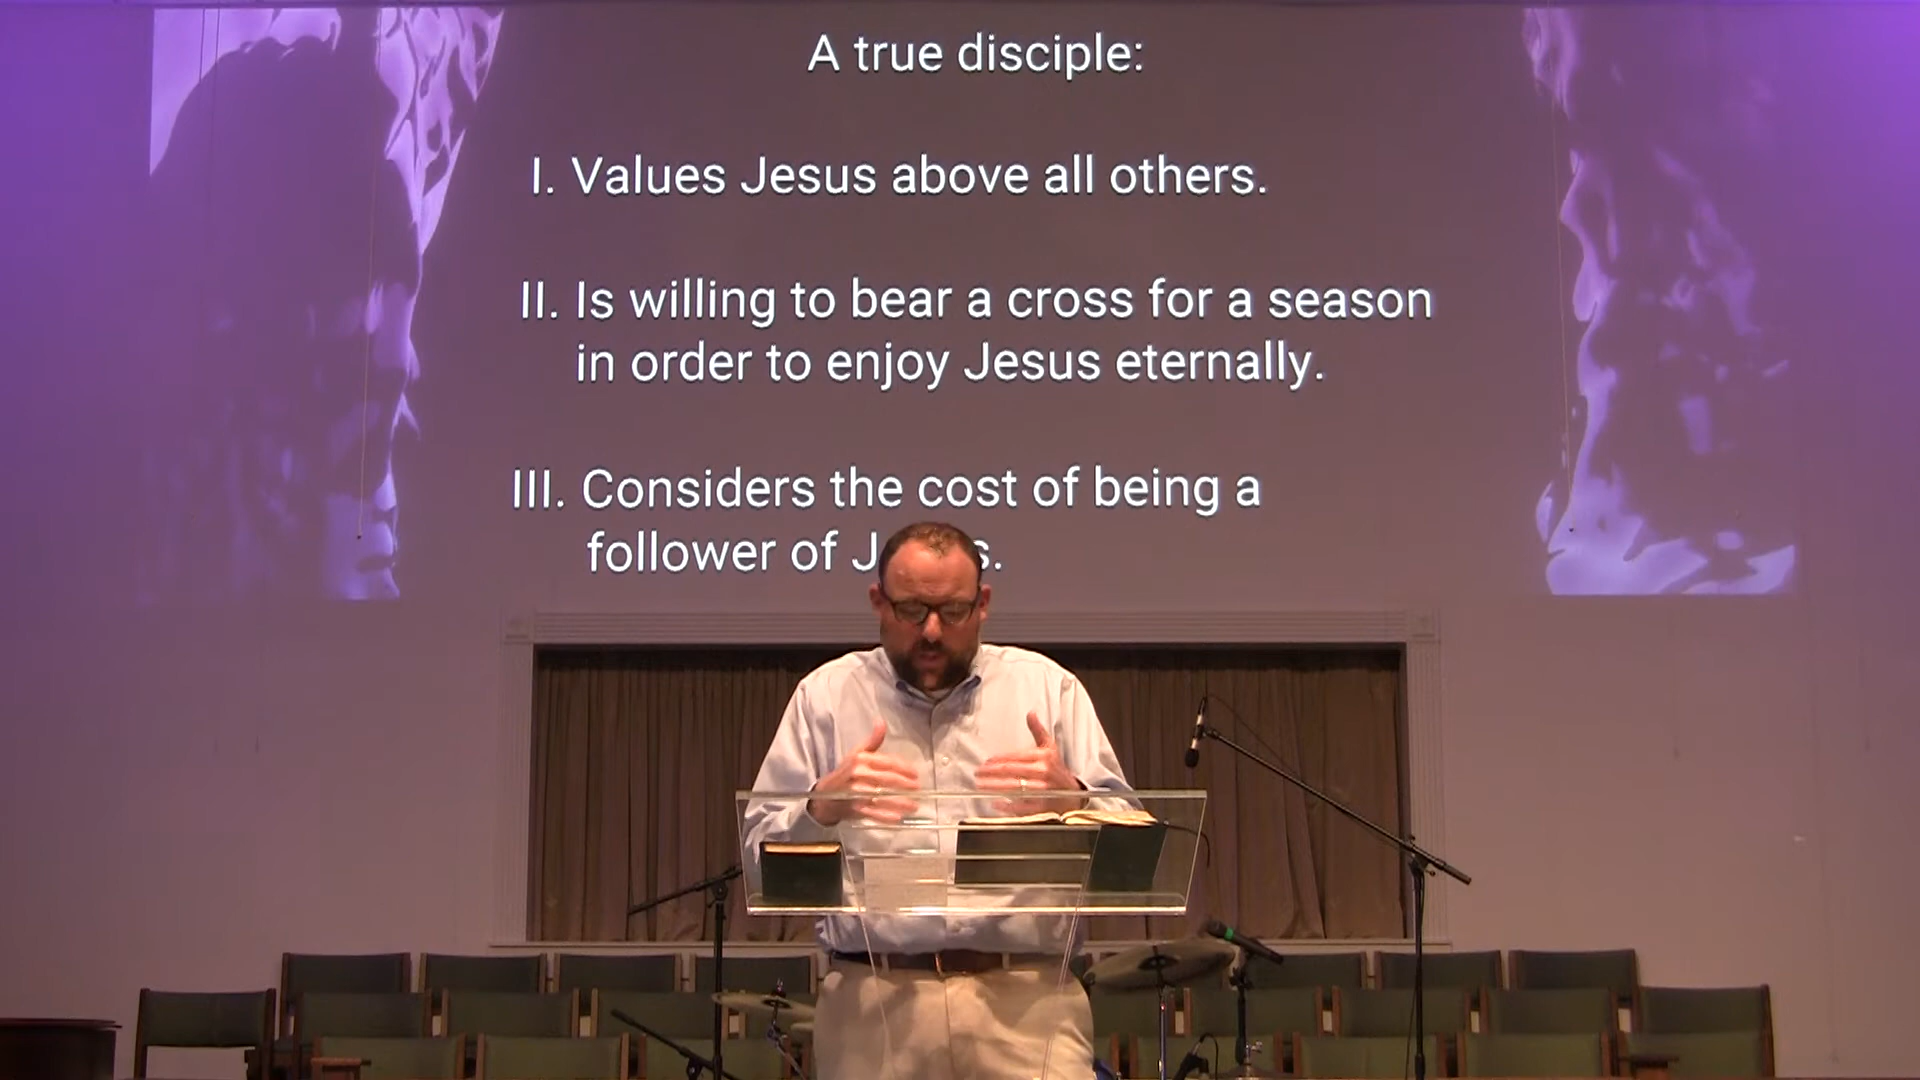 A true disciple:
I. Values Jesus above all others.
II. Is willing to bear a cross for a season
in order to enjoy Jesus eternally.
III. Considers the cost of being a
follower of